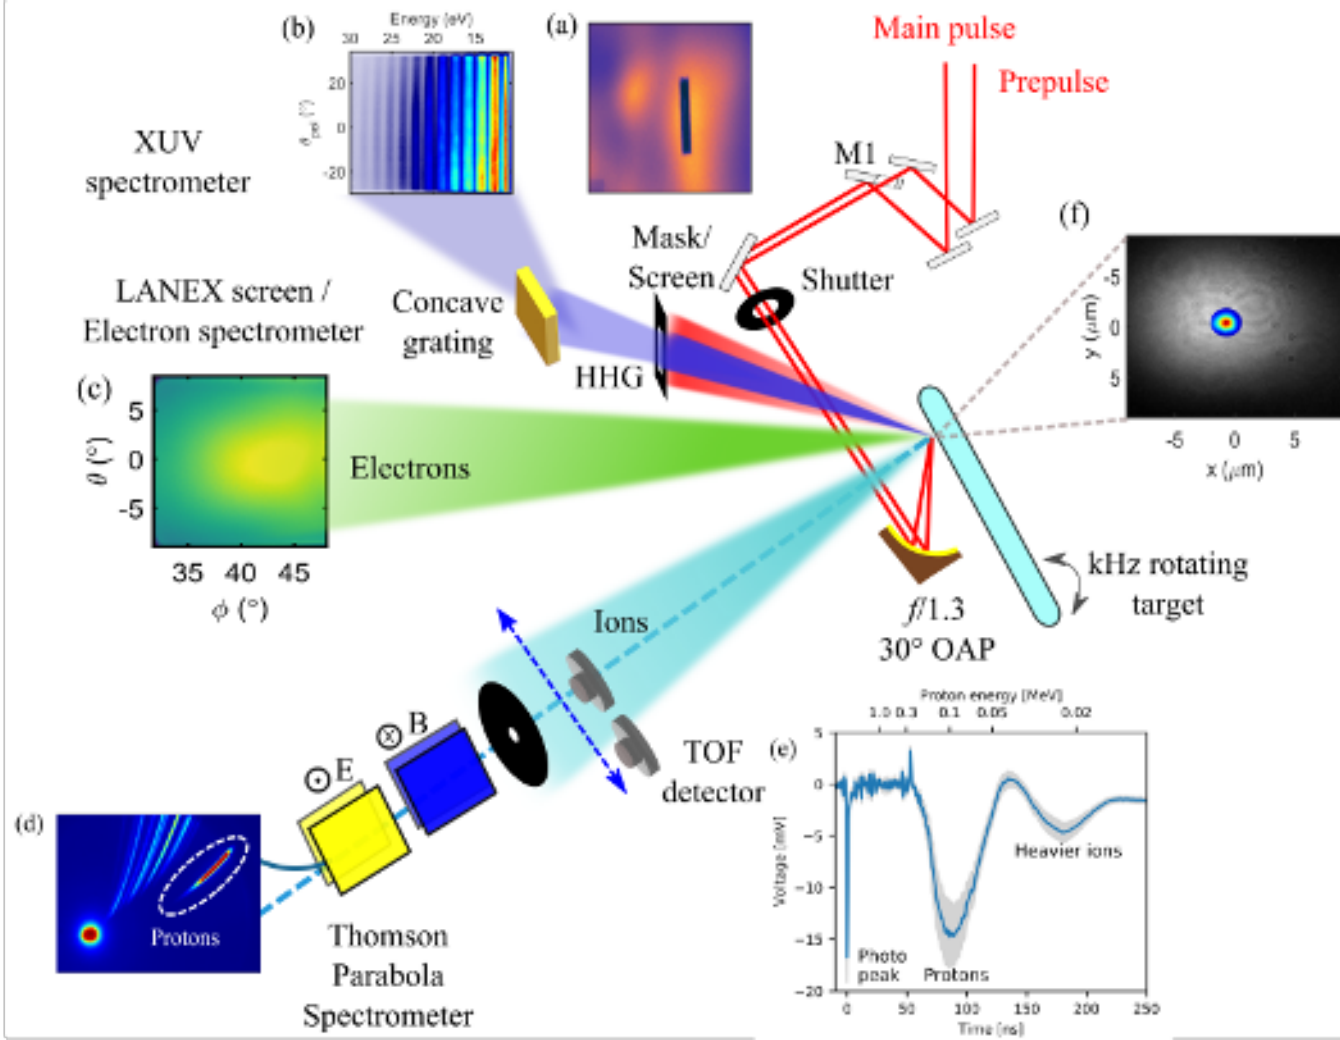 (b)
Energy (eV)
30 25 20 15
20
0
-20
θpol (°)
(a)
Main pulse
Prepulse
M1
XUV
spectrometer
Mask/
Screen
Shutter
(f)
-5
0
5
y (μm)
-5 0 5
x (μm)
LANEX screen /
Electron spectrometer
Concave
grating
HHG
(c)
5
0
-5
θ (°)
35 40 45
ϕ (°)
Electrons
kHz rotating
target
f/1.3
30° OAP
Ions
TOF
detector
B
E
(d)
Protons
Thomson
Parabola
Spectrometer
(e)
Proton energy [MeV]
1.0 0.3 0.1 0.05 0.02
5
0
−5
−10
−15
−20
Voltage [mV]
Heavier ions
Photo
peak
Protons
0 50 100 150 200 250
Time [ns]